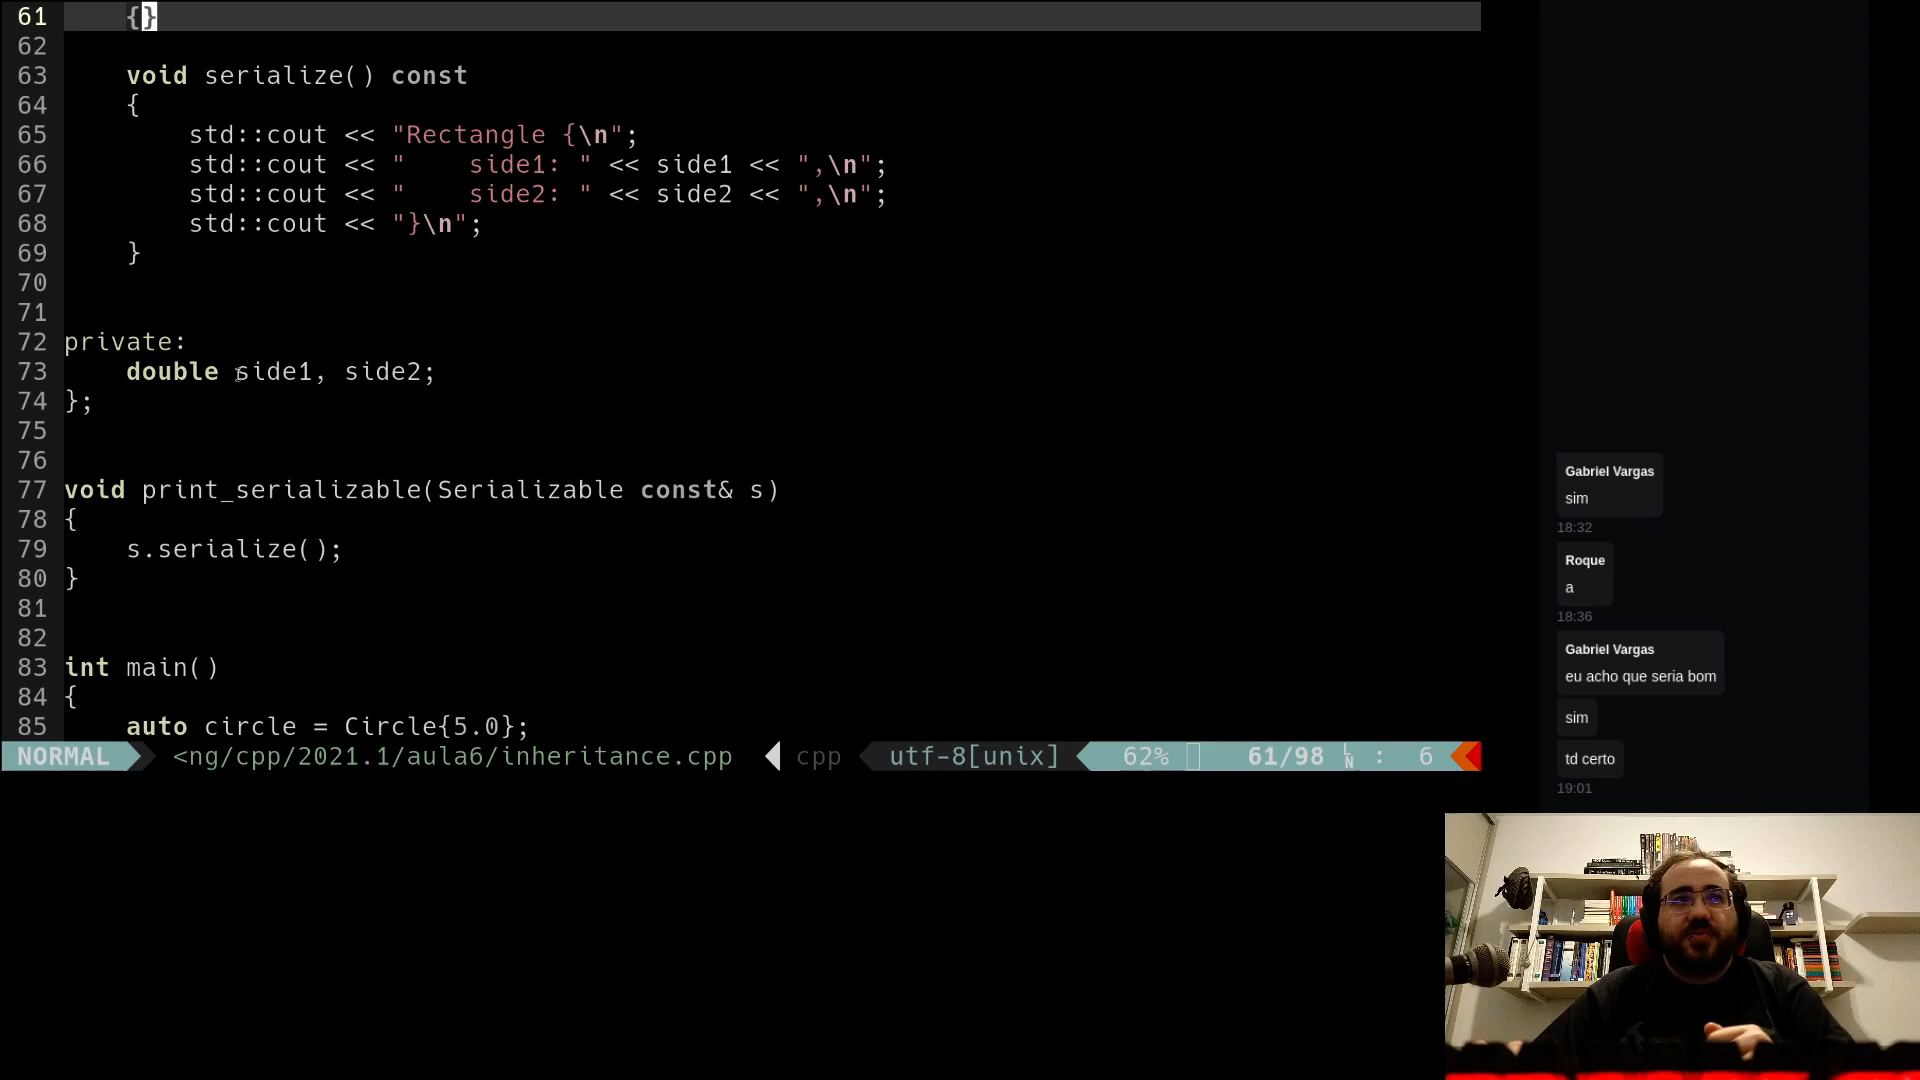 61     {}
62
63     void serialize() const
64     {
65         std::cout << "Rectangle {\n";
66         std::cout << "    side1: " << side1 << ",\n";
67         std::cout << "    side2: " << side2 << ",\n";
68         std::cout << "}\n";
69     }
70
71
72 private:
73     double side1, side2;
74 };
75
76
77 void print_serializable(Serializable const& s)
78 {
79     s.serialize();
80 }
81
82
83 int main()
84 {
85     auto circle = Circle{5.0};
NORMAL <ng/cpp/2021.1/aula6/inheritance.cpp cpp utf-8[unix] 62% 61/98 LN : 6
Gabriel Vargas
sim
18:32
Roque
a
18:36
Gabriel Vargas
eu acho que seria bom
sim
td certo
19:01